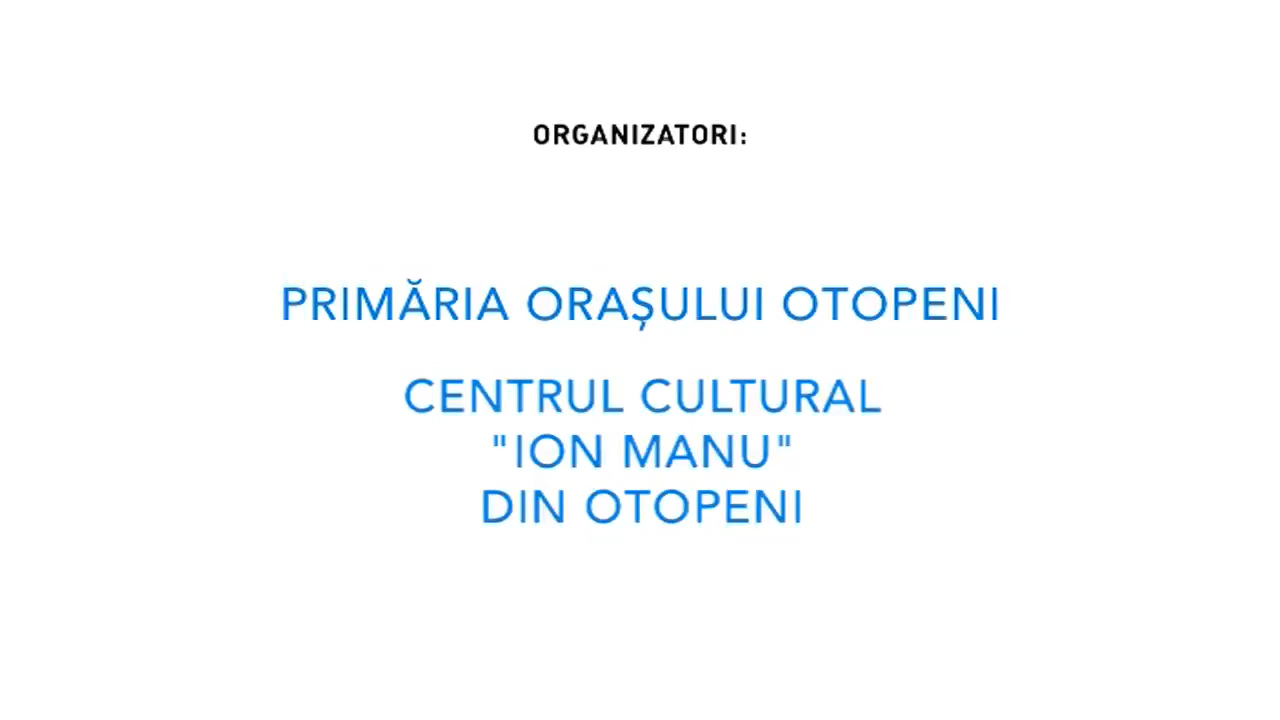 ORGANIZATORI:
PRIMĂRIA ORAȘULUI OTOPENI
CENTRUL CULTURAL
"ION MANU"
DIN OTOPENI